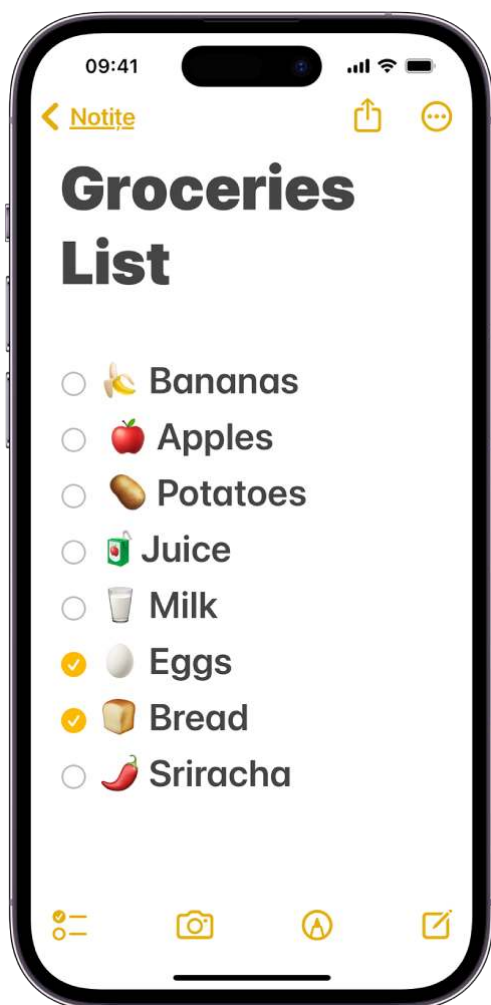 09:41
Notițe
Groceries
List
Bananas
Apples
Potatoes
Juice
Milk
Eggs
Bread
Sriracha